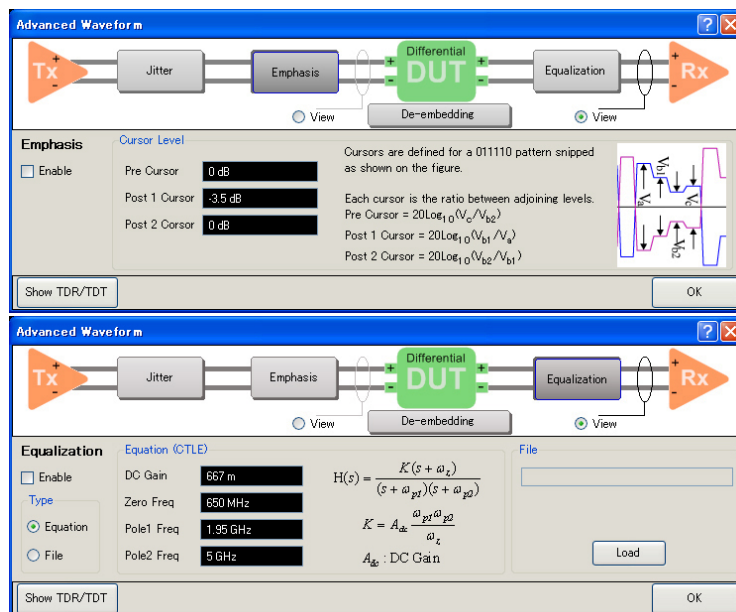 Advanced Waveform
Tx
+
-
Jitter
Emphasis
+
-
Differential
DUT
+
-
Equalization
+
-
Rx
View
De-embedding
View
Emphasis
Enable
Cursor Level
Pre Cursor 0 dB
Post 1 Cursor -3.5 dB
Post 2 Corsor 0 dB
Cursors are defined for a 011110 pattern snipped
as shown on the figure.
Each cursor is the ratio between adjoining levels.
Pre Cursor = 20Log10(Vc/Vb2)
Post 1 Cursor = 20Log10(Vb1/Va)
Post 2 Cursor = 20Log10(Vb2/Vb1)
Va
Vb1
Vb2
Vc
Show TDR/TDT
OK
Advanced Waveform
Tx
+
-
Jitter
Emphasis
+
-
Differential
DUT
+
-
Equalization
+
-
Rx
View
De-embedding
View
Equalization
Enable
Type
Equation
File
Equation (CTLE)
DC Gain 667 m
Zero Freq 650 MHz
Pole1 Freq 1.95 GHz
Pole2 Freq 5 GHz
H(s) = K(s + ωz) / (s + ωp1)(s + ωp2)
K = Adc ωp1ωp2 / ωz
Adc : DC Gain
File
Load
Show TDR/TDT
OK